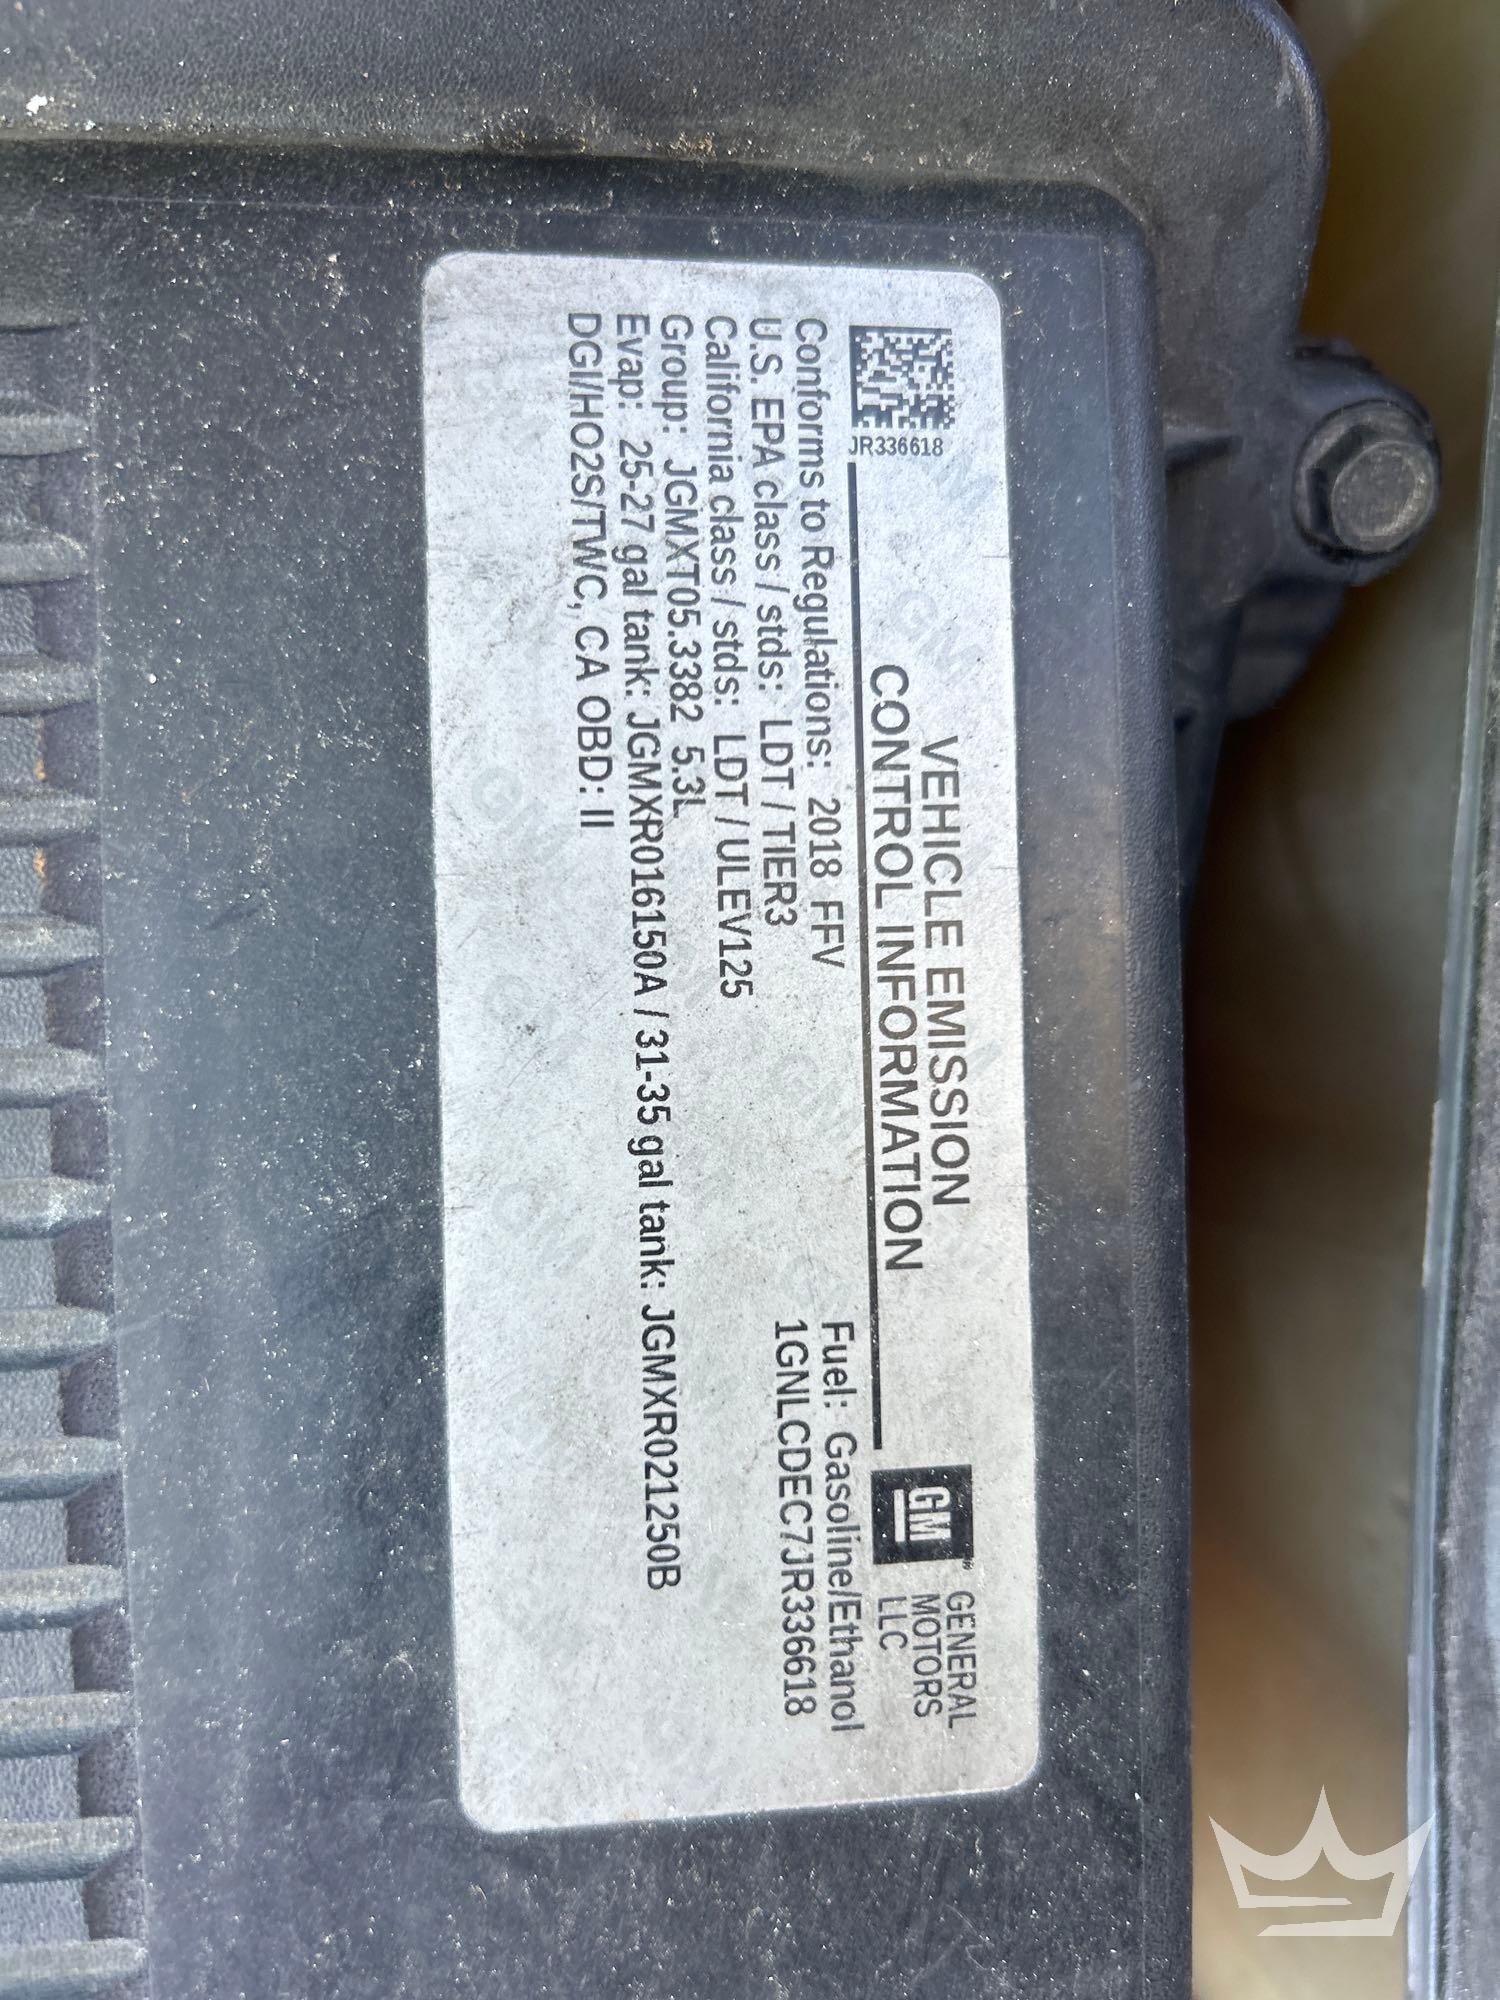 VEHICLE EMISSION
CONTROL INFORMATION
GM™
GENERAL
MOTORS
LLC
JR336618
Conforms to Regulations: 2018 FFV
Fuel: Gasoline/Ethanol
U.S. EPA class / stds: LDT / TIER3
1GNLCDEC7JR336618
California class / stds: LDT / ULEV125
Group: JGMXT05.3382 5.3L
Evap: 25-27 gal tank: JGMXR016150A / 31-35 gal tank: JGMXR021250B
DGI/HO2S/TWC, CA OBD: II